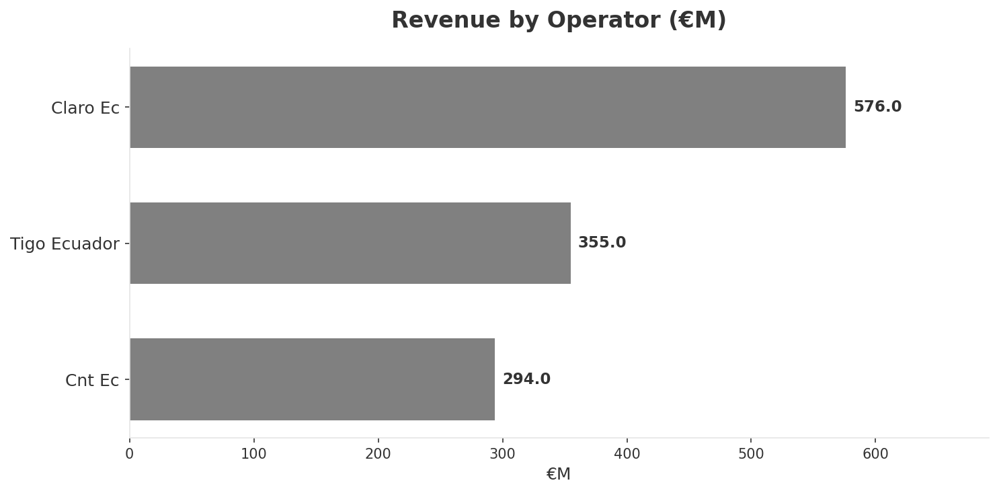 Revenue by Operator (€M)
Claro Ec
576.0
Tigo Ecuador
355.0
Cnt Ec
294.0
0 100 200 300 400 500 600
€M